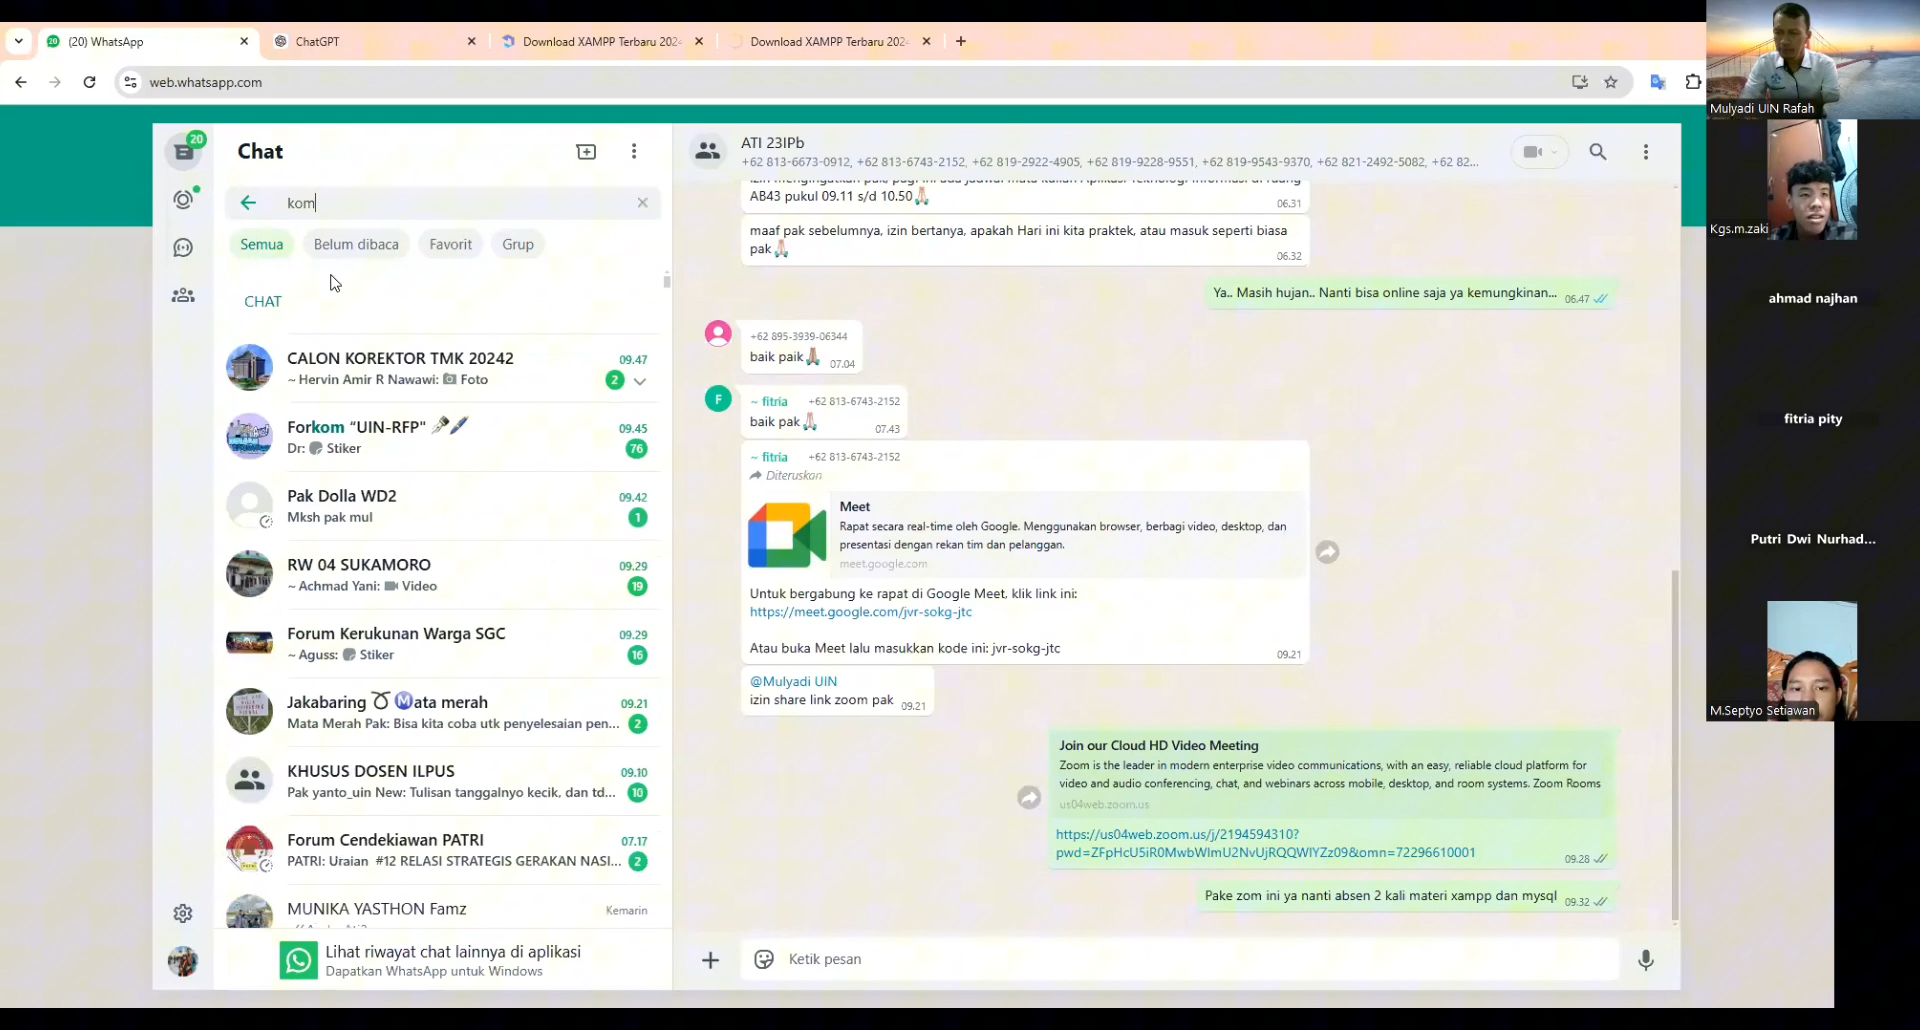 (20) WhatsApp
ChatGPT
Download XAMPP Terbaru 2024
Download XAMPP Terbaru 2024
web.whatsapp.com
20
Chat
kom
Semua
Belum dibaca
Favorit
Grup
CHAT
CALON KOREKTOR TMK 20242
09.47
~ Hervin Amir R Nawawi: Foto
2
Forkom “UIN-RFP"
09.45
Dr: Stiker
76
Pak Dolla WD2
09.42
Mksh pak mul
1
RW 04 SUKAMORO
09.29
~ Achmad Yani: Video
19
Forum Kerukunan Warga SGC
09.29
~ Aguss: Stiker
16
Jakabaring ➰ Ⓜ️ata merah
09.21
Mata Merah Pak: Bisa kita coba utk penyelesaian pen...
2
KHUSUS DOSEN ILPUS
09.10
Pak yanto_uin New: Tulisan tanggalnya kecik, dan td...
10
Forum Cendekiawan PATRI
07.17
PATRI: Uraian #12 RELASI STRATEGIS GERAKAN NASI...
2
MUNIKA YASTHON Famz
Kemarin
Lihat riwayat chat lainnya di aplikasi
Dapatkan WhatsApp untuk Windows
ATI 23IPb
+62 813-6673-0912, +62 813-6743-2152, +62 819-2922-4905, +62 819-9228-9551, +62 819-9543-9370, +62 821-2492-5082, +62 82...
AB43 pukul 09.11 s/d 10.50🙏🏻
06.31
maaf pak sebelumnya, izin bertanya, apakah Hari ini kita praktek, atau masuk seperti biasa
pak🙏🏻
06.32
Ya.. Masih hujan.. Nanti bisa online saja ya kemungkinan...
06.47
+62 895-3939-06344
baik paik🙏🏻
07.04
F
~ fitria +62 813-6743-2152
baik pak🙏🏻
07.43
~ fitria +62 813-6743-2152
Diteruskan
Meet
Rapat secara real-time oleh Google. Menggunakan browser, berbagi video, desktop, dan
presentasi dengan rekan tim dan pelanggan.
meet.google.com
Untuk bergabung ke rapat di Google Meet, klik link ini:
https://meet.google.com/jvr-sokg-jtc
Atau buka Meet lalu masukkan kode ini: jvr-sokg-jtc
09.21
@Mulyadi UIN
izin share link zoom pak
09.21
Join our Cloud HD Video Meeting
Zoom is the leader in modern enterprise video communications, with an easy, reliable cloud platform for
video and audio conferencing, chat, and webinars across mobile, desktop, and room systems. Zoom Rooms
us04web.zoom.us
https://us04web.zoom.us/j/2194594310?
pwd=ZFpHcU5iR0MwbWlmU2NvUjRQQWlYZz09&omn=72296610001
09.28
Pake zom ini ya nanti absen 2 kali materi xampp dan mysql
09.32
Ketik pesan
Mulyadi UIN Rafah
Kgs.m.zaki
ahmad najhan
fitria pity
Putri Dwi Nurhad...
M.Septyo Setiawan